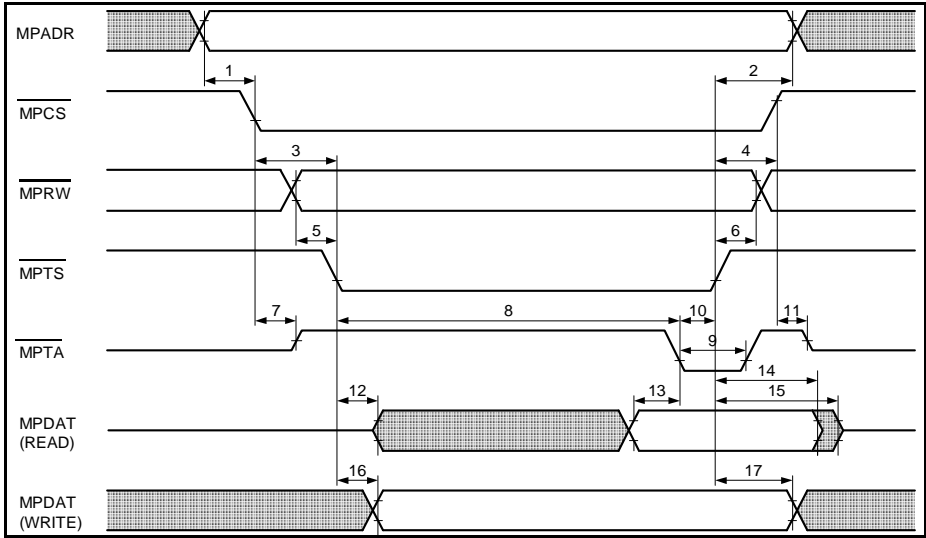 MPADR
1
2
MPCS
3
4
MPRW
5
6
MPTS
7
8
10
11
MPTA
9
14
12
13
15
MPDAT
(READ)
16
17
MPDAT
(WRITE)